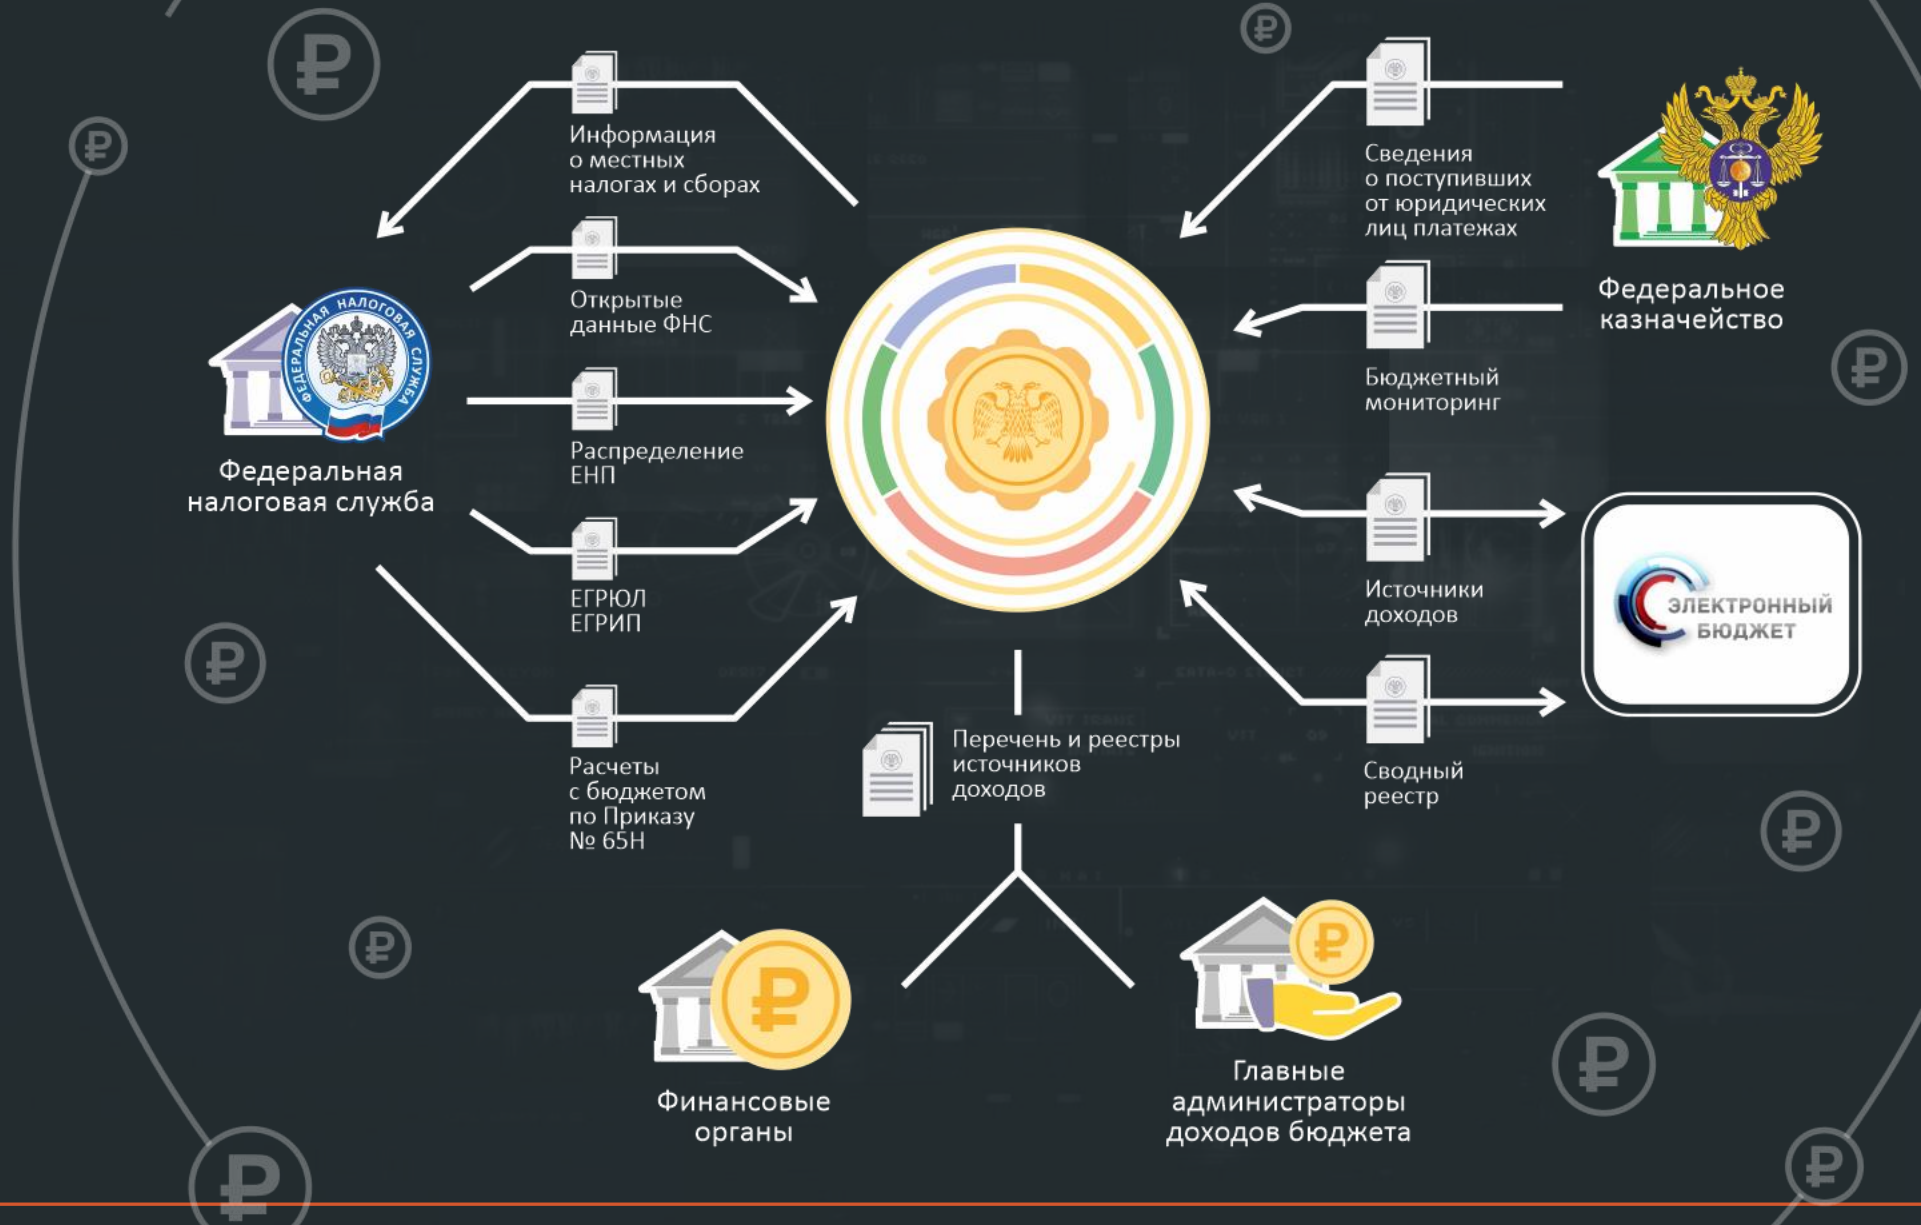 Информация
о местных
налогах и сборах
Открытые
данные ФНС
Распределение
ЕНП
ЕГРЮЛ
ЕГРИП
Расчеты
с бюджетом
по Приказу
№ 65Н
ФЕДЕРАЛЬНАЯ НАЛОГОВАЯ СЛУЖБА
Федеральная
налоговая служба
Сведения
о поступивших
от юридических
лиц платежах
Бюджетный
мониторинг
Источники
доходов
Сводный
реестр
Федеральное
казначейство
ЭЛЕКТРОННЫЙ
БЮДЖЕТ
Перечень и реестры
источников
доходов
Финансовые
органы
Главные
администраторы
доходов бюджета